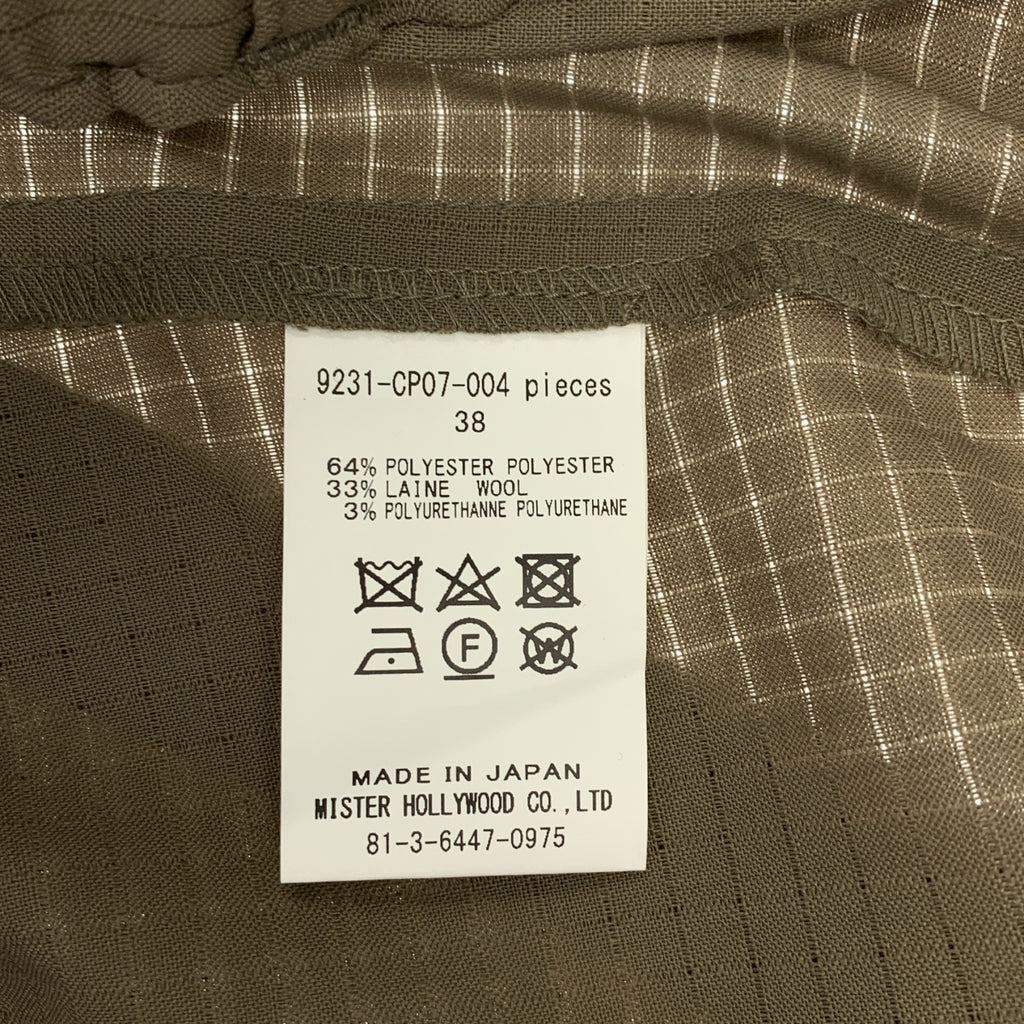 9231-CP07-004 pieces
38
64% POLYESTER POLYESTER
33% LAINE WOOL
3% POLYURETHANNE POLYURETHANE
F
W
MADE IN JAPAN
MISTER HOLLYWOOD CO.,LTD
81-3-6447-0975